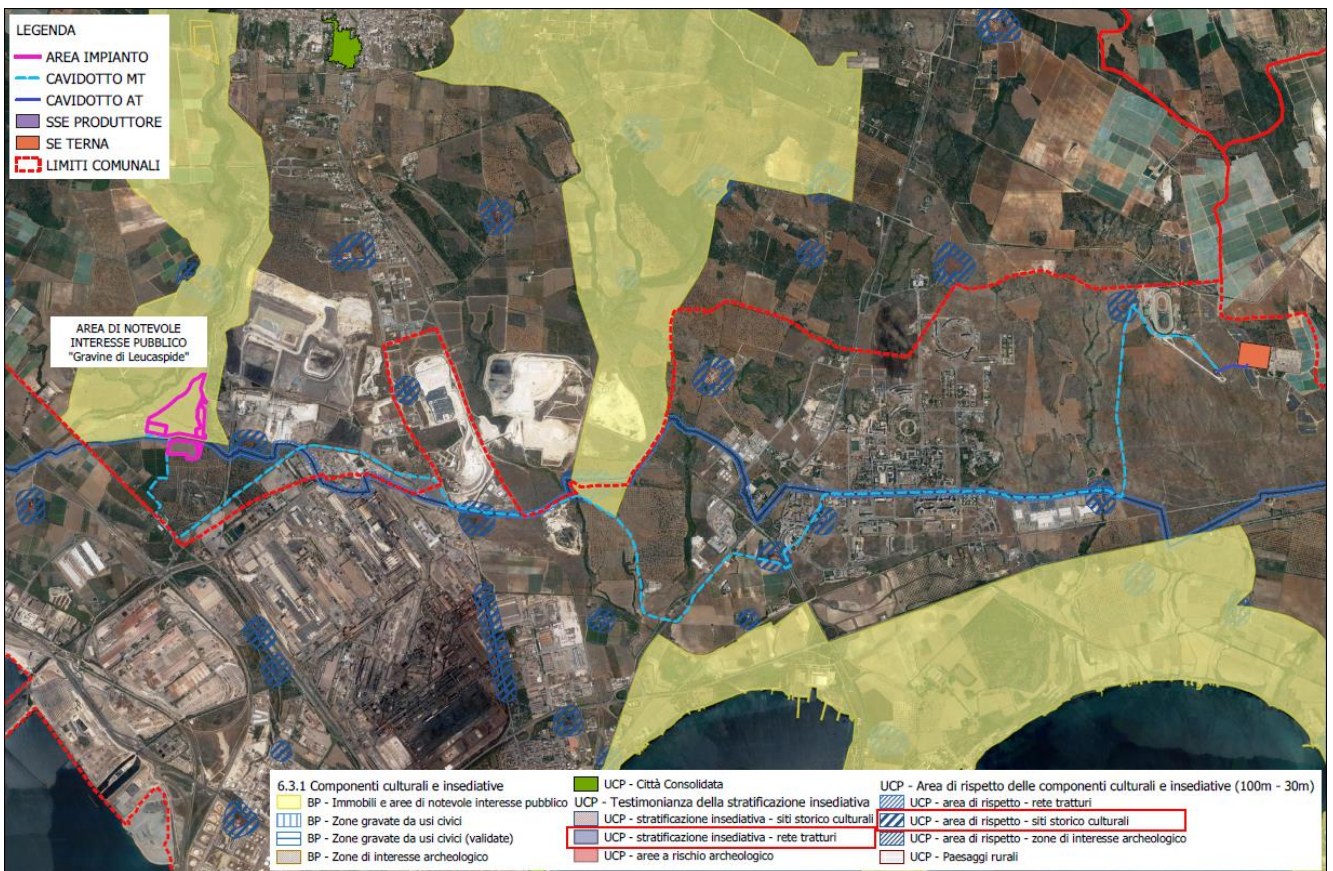 LEGENDA
AREA IMPIANTO
CAVIDOTTO MT
CAVIDOTTO AT
SSE PRODUTTORE
SE TERNA
LIMITI COMUNALI
AREA DI NOTEVOLE
INTERESSE PUBBLICO
"Gravine di Leucaspide"
6.3.1 Componenti culturali e insediative
BP - Immobili e aree di notevole interesse pubblico
BP - Zone gravate da usi civici
BP - Zone gravate da usi civici (validate)
BP - Zone di interesse archeologico
UCP - Città Consolidata
UCP - Testimonianza della stratificazione insediativa
UCP - stratificazione insediativa - siti storico culturali
UCP - stratificazione insediativa - rete tratturi
UCP - aree a rischio archeologico
UCP - Area di rispetto delle componenti culturali e insediative (100m - 30m)
UCP - area di rispetto - rete tratturi
UCP - area di rispetto - siti storico culturali
UCP - area di rispetto - zone di interesse archeologico
UCP - Paesaggi rurali